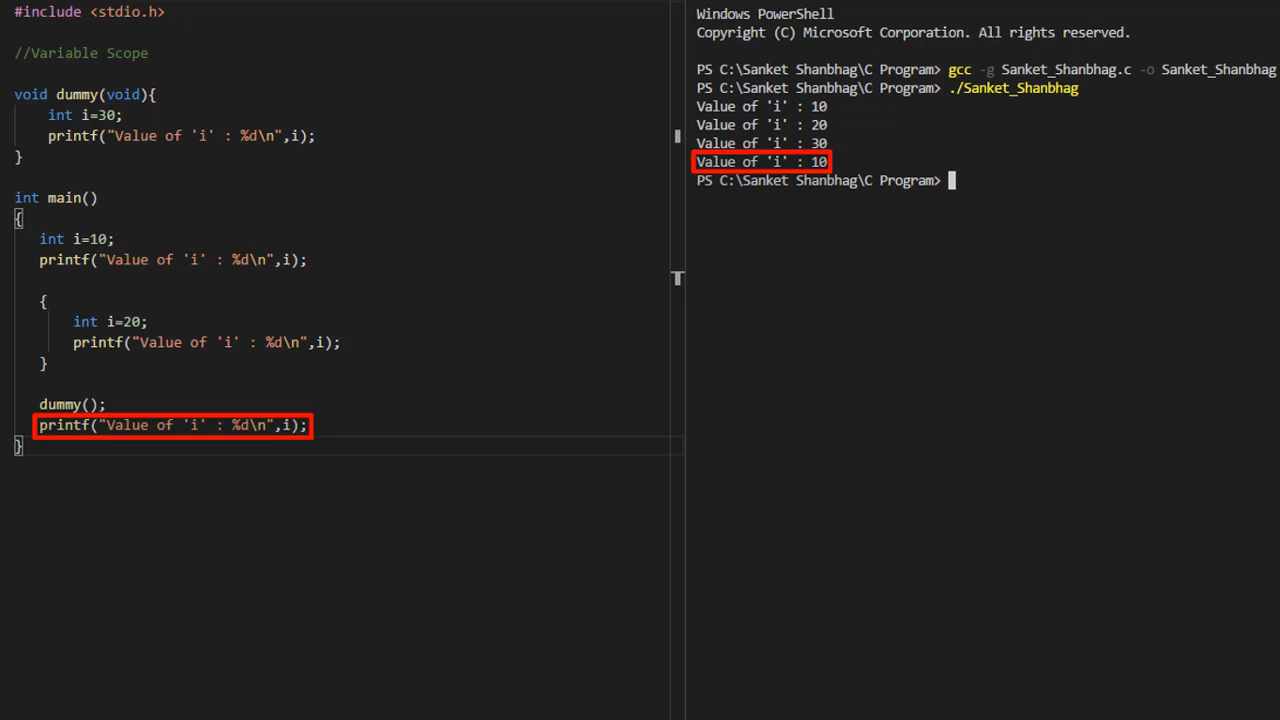 #include <stdio.h>
//Variable Scope
void dummy(void){
int i=30;
printf("Value of 'i' : %d\n",i);
}
int main()
{
int i=10;
printf("Value of 'i' : %d\n",i);
{
int i=20;
printf("Value of 'i' : %d\n",i);
}
dummy();
printf("Value of 'i' : %d\n",i);
}
Windows PowerShell
Copyright (C) Microsoft Corporation. All rights reserved.
PS C:\Sanket Shanbhag\C Program> gcc -g Sanket_Shanbhag.c -o Sanket_Shanbhag
PS C:\Sanket Shanbhag\C Program> ./Sanket_Shanbhag
Value of 'i' : 10
Value of 'i' : 20
Value of 'i' : 30
Value of 'i' : 10
PS C:\Sanket Shanbhag\C Program>